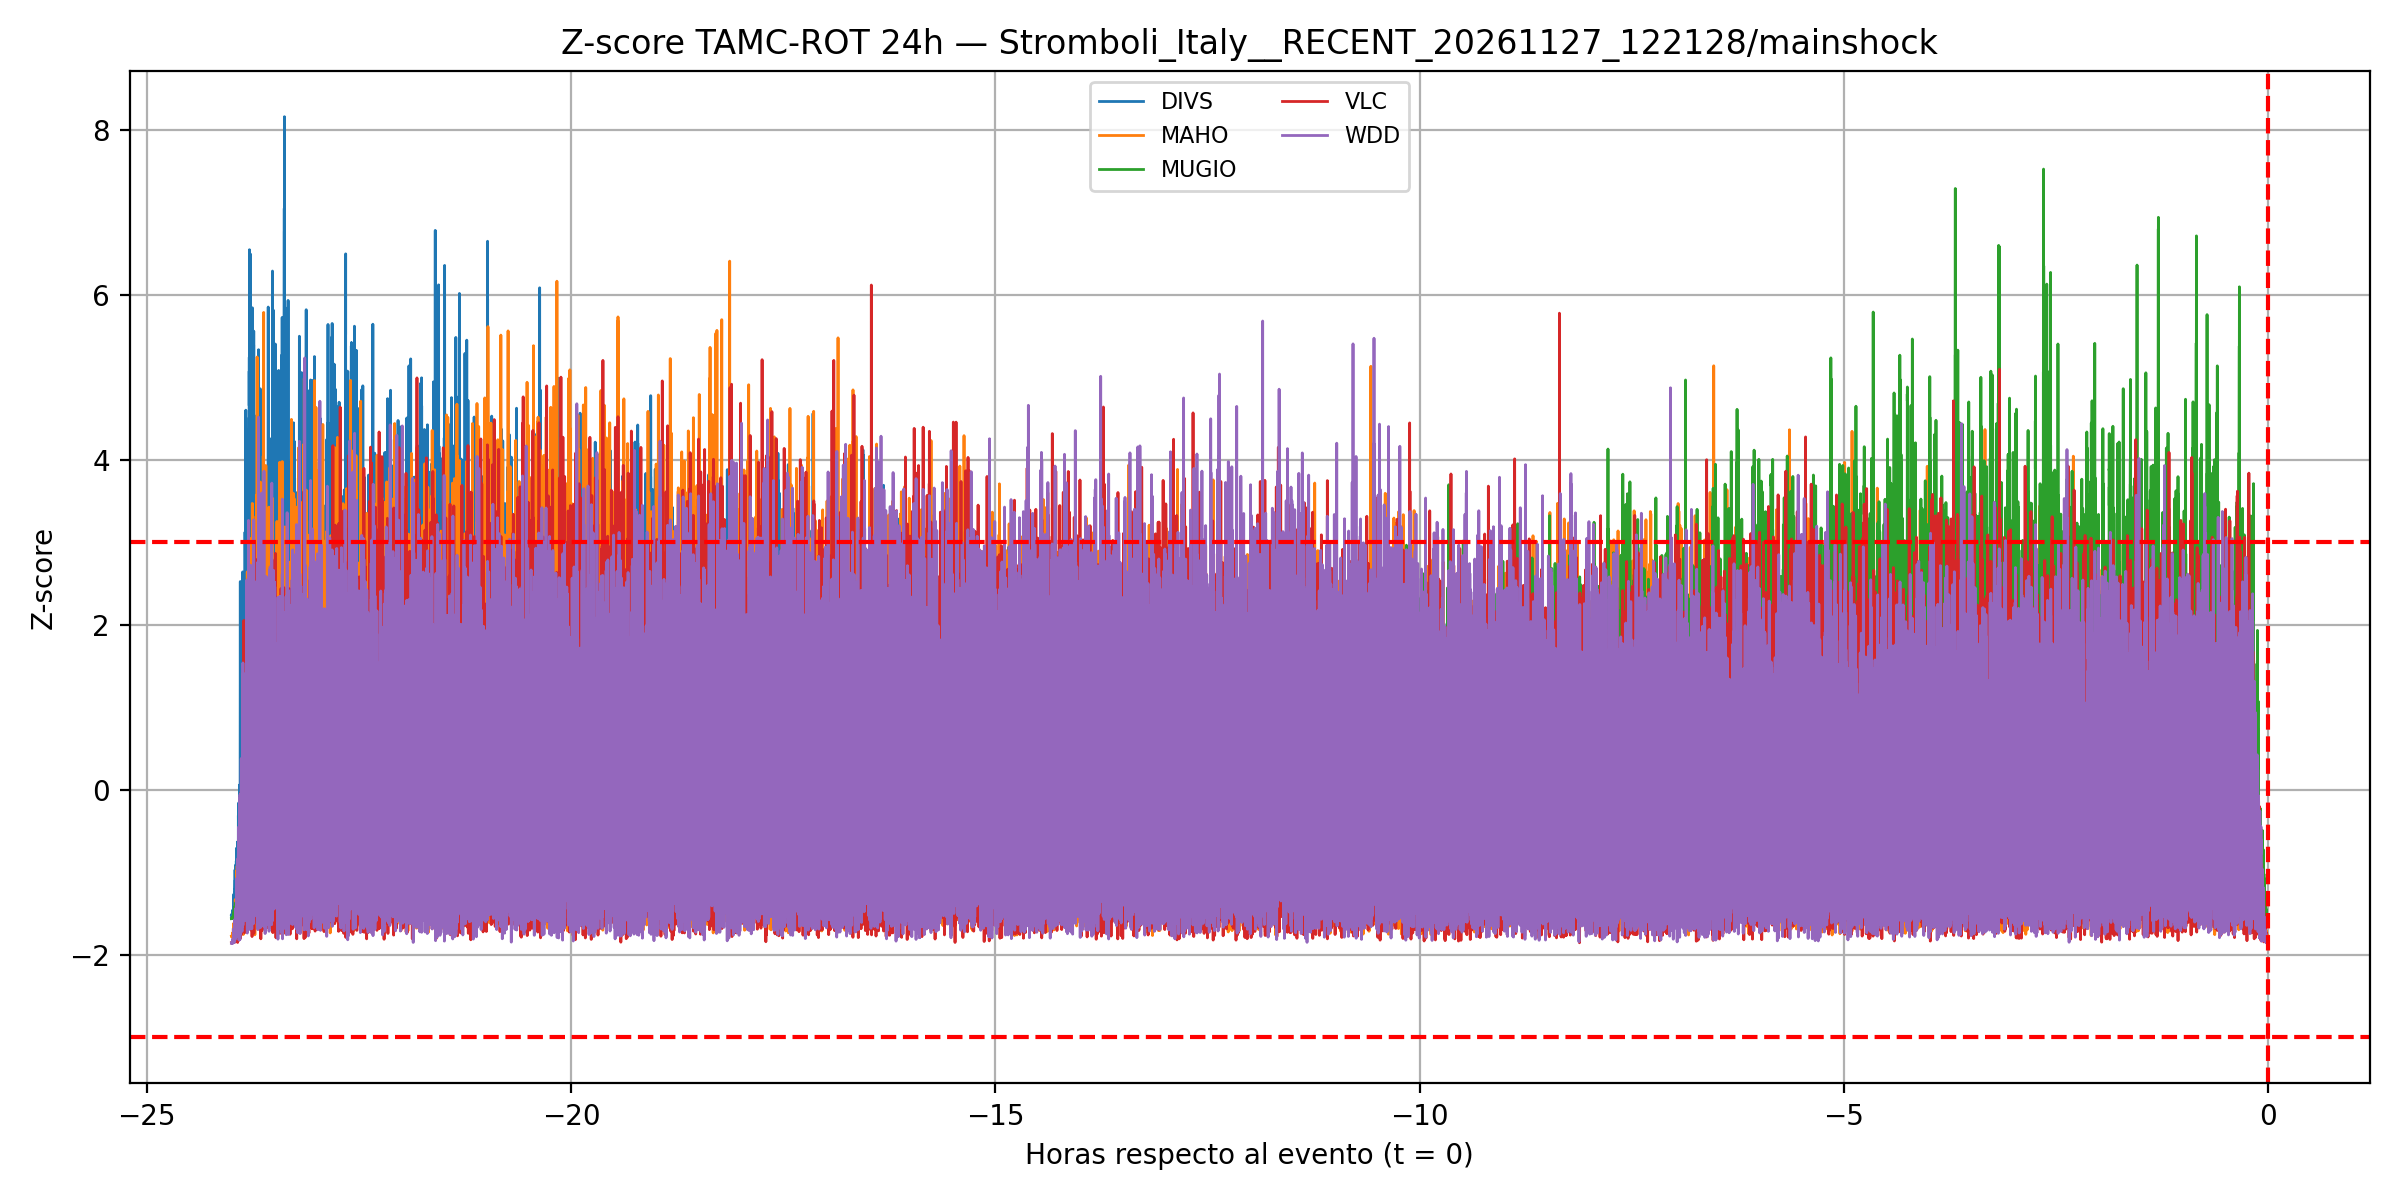 Z-score TAMC-ROT 24h — Stromboli_Italy__RECENT_20261127_122128/mainshock
DIVS
MAHO
MUGIO
VLC
WDD
Z-score
8
6
4
2
0
−2
−25
−20
−15
−10
−5
0
Horas respecto al evento (t = 0)